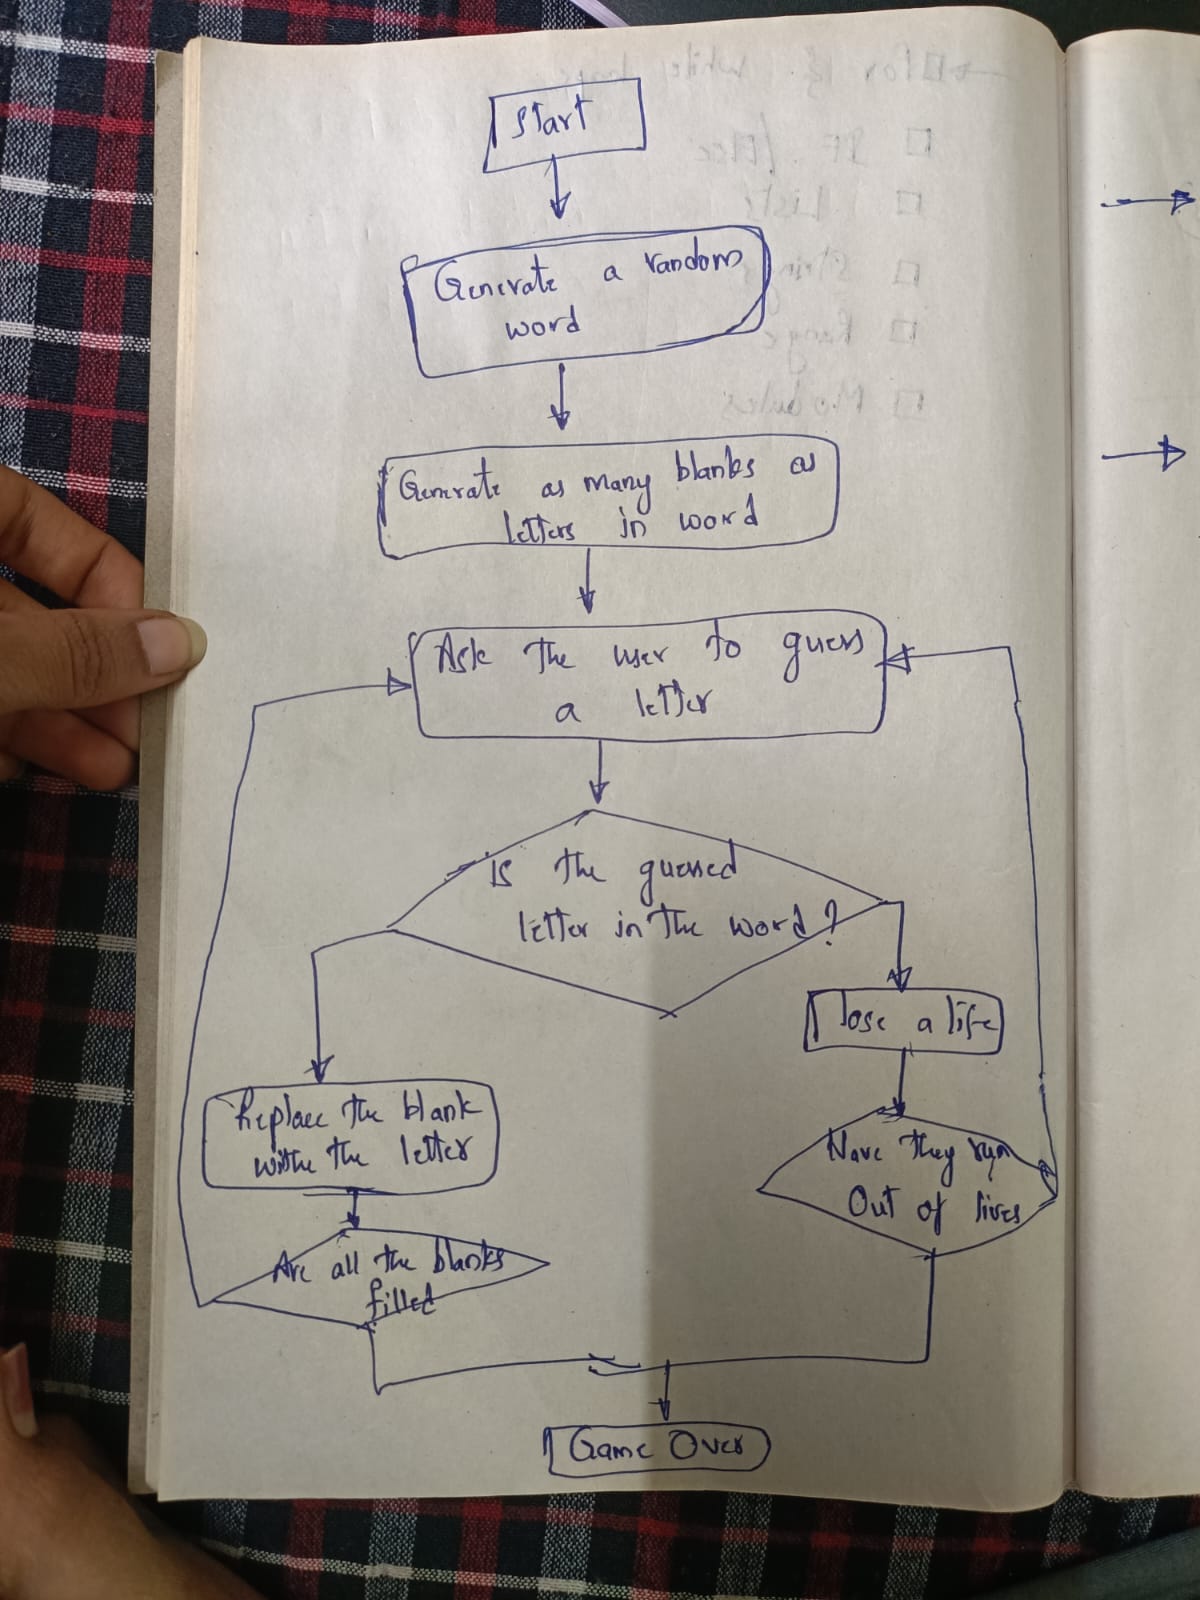 Start
Generate a random
word
Generate as many blanks as
letters in word
Ask the user to guess
a letter
Is the guessed
letter in the word ?
lose a life
Replace the blank
withe the letter
Have they run
Out of lives
Are all the blanks
filled
Game Over